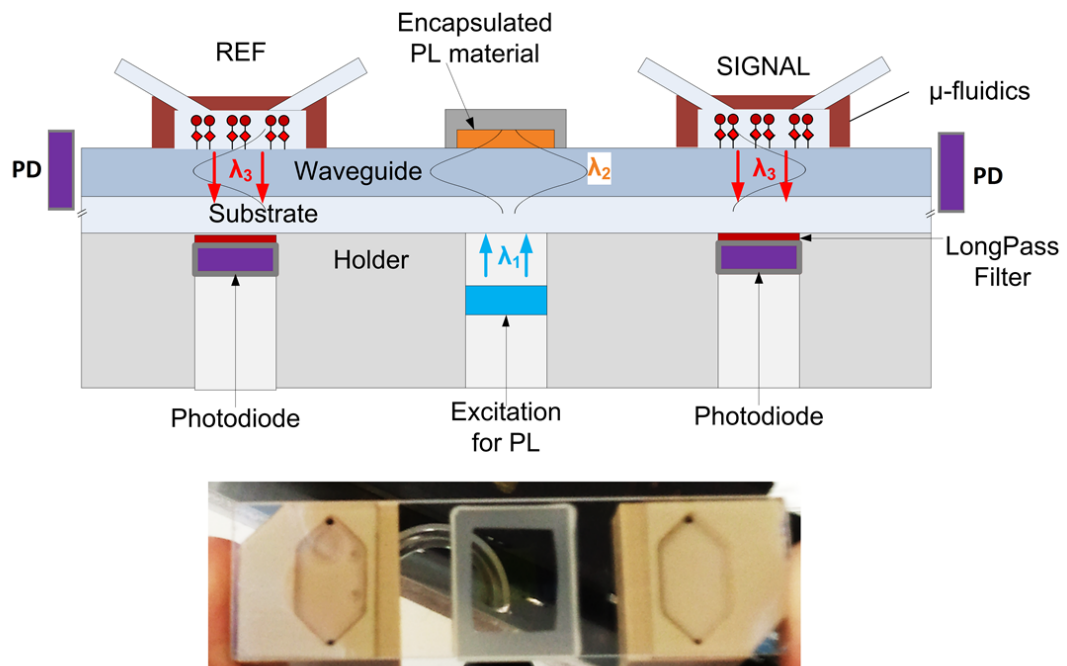 Encapsulated
PL material
REF
SIGNAL
μ-fluidics
PD
λ₃
Waveguide
λ₂
λ₃
PD
Substrate
Holder
λ₁
LongPass
Filter
Photodiode
Excitation
for PL
Photodiode